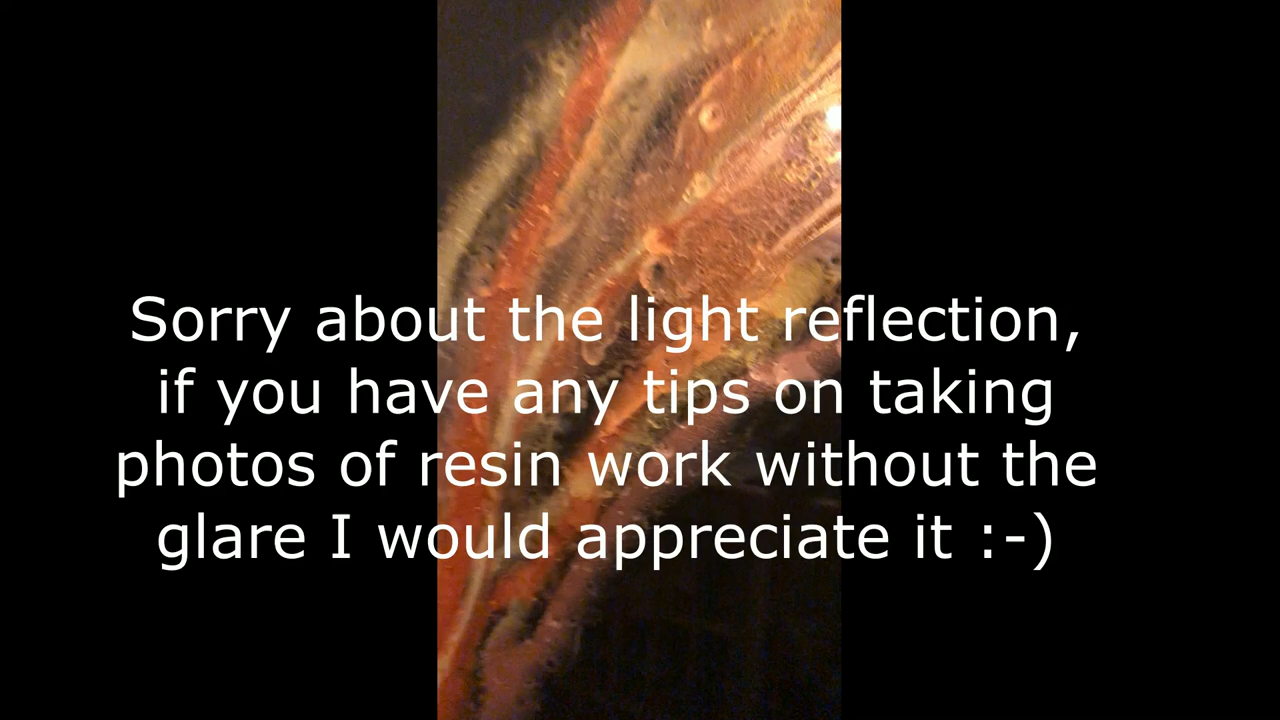 Sorry about the light reflection,
if you have any tips on taking
photos of resin work without the
glare I would appreciate it :-)